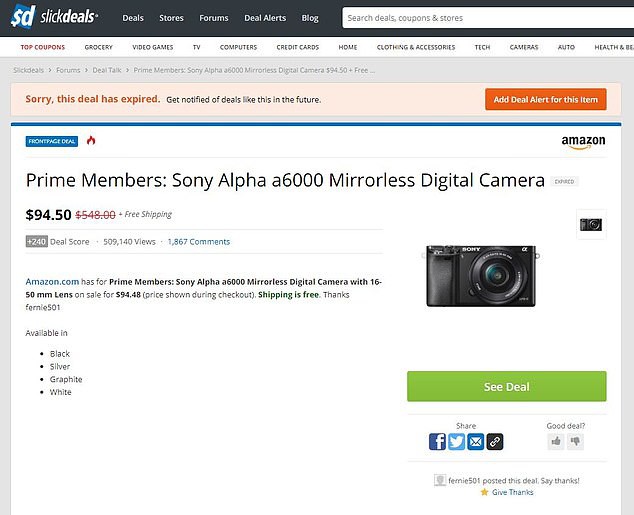 sd slickdeals
Deals Stores Forums Deal Alerts Blog
Search deals, coupons & stores
TOP COUPONS GROCERY VIDEO GAMES TV COMPUTERS CREDIT CARDS HOME CLOTHING & ACCESSORIES TECH CAMERAS AUTO HEALTH & BE
Slickdeals > Forums > Deal Talk > Prime Members: Sony Alpha a6000 Mirrorless Digital Camera $94.50 + Free ...
Sorry, this deal has expired. Get notified of deals like this in the future.
Add Deal Alert for this item
FRONTPAGE DEAL
amazon
Prime Members: Sony Alpha a6000 Mirrorless Digital Camera EXPIRED
$94.50 $548.00 + Free Shipping
+240 Deal Score · 509,140 Views · 1,867 Comments
SONY α
Amazon.com has for Prime Members: Sony Alpha a6000 Mirrorless Digital Camera with 16-
50 mm Lens on sale for $94.48 (price shown during checkout). Shipping is free. Thanks
fernie501
Available in
• Black
• Silver
• Graphite
• White
See Deal
Share Good deal?
fernie501 posted this deal. Say thanks!
Give Thanks